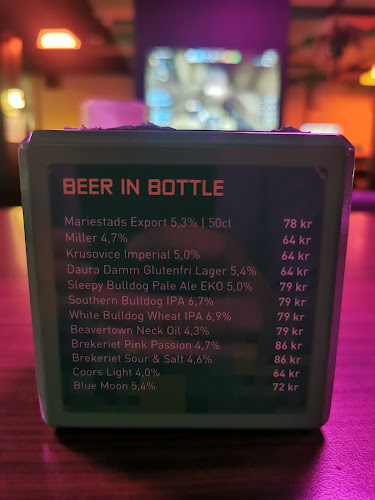 BEER IN BOTTLE
Mariestads Export 5,3% | 50cl 78 kr
Miller 4,7% 64 kr
Krusovice Imperial 5,0% 64 kr
Daura Damm Glutenfri Lager 5,4% 64 kr
Sleepy Bulldog Pale Ale EKO 5,0% 79 kr
Southern Bulldog IPA 6,7% 79 kr
White Bulldog Wheat IPA 6,9% 79 kr
Beavertown Neck Oil 4,3% 79 kr
Brekeriet Pink Passion 4,7% 86 kr
Brekeriet Sour & Salt 4,6% 86 kr
Coors Light 4,0% 64 kr
Blue Moon 5,4% 72 kr